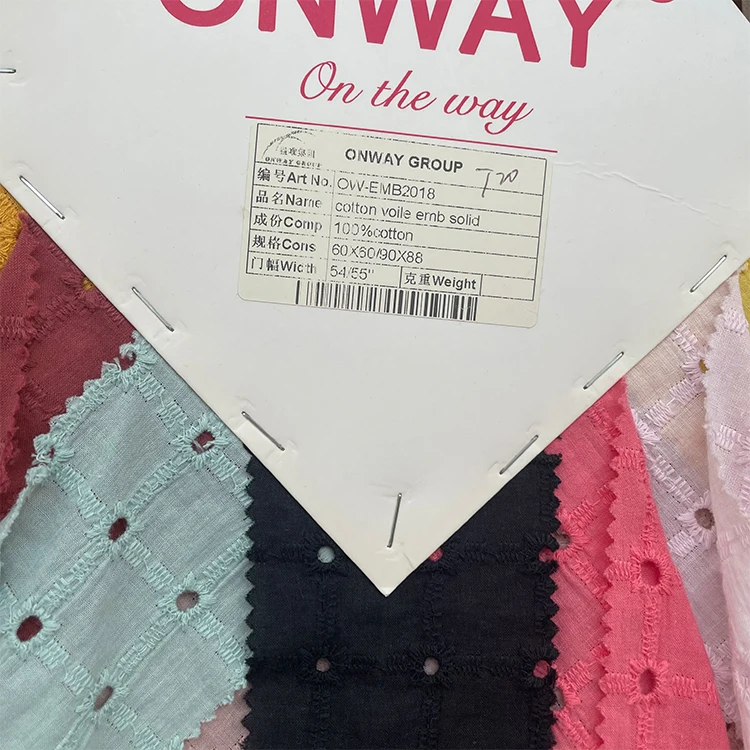 ONWAY
On the way
ONWAY GROUP
ONWAY GROUP
编号Art No. OW-EMB2018
品名Name cotton voile emb solid
成份Comp 100%cotton
规格Cons 60X60/90X88
门幅Width 54/55"
克重Weight